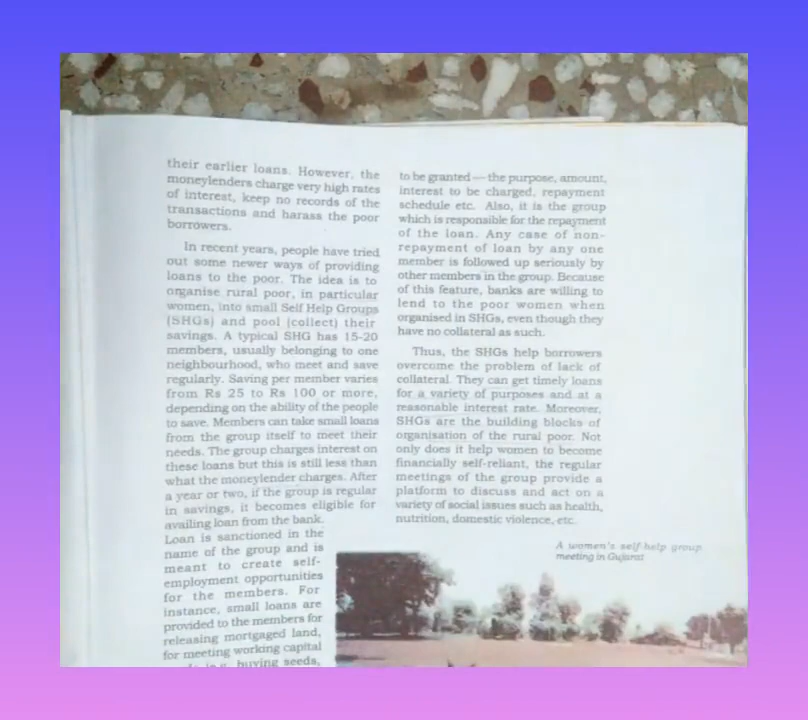 their earlier loans. However, the
moneylenders charge very high rates
of interest, keep no records of the
transactions and harass the poor
borrowers.
In recent years, people have tried
out some newer ways of providing
loans to the poor. The idea is to
organise rural poor, in particular
women, into small Self Help Groups
(SHGs) and pool (collect) their
savings. A typical SHG has 15-20
members, usually belonging to one
neighbourhood, who meet and save
regularly. Saving per member varies
from Rs 25 to Rs 100 or more,
depending on the ability of the people
to save. Members can take small loans
from the group itself to meet their
needs. The group charges interest on
these loans but this is still less than
what the moneylender charges. After
a year or two, if the group is regular
in savings, it becomes eligible for
availing loan from the bank.
Loan is sanctioned in the
name of the group and is
meant to create self-
employment opportunities
for the members. For
instance, small loans are
provided to the members for
releasing mortgaged land,
for meeting working capital
buying seeds,
to be granted — the purpose, amount,
interest to be charged, repayment
schedule etc. Also, it is the group
which is responsible for the repayment
of the loan. Any case of non-
repayment of loan by any one
member is followed up seriously by
other members in the group. Because
of this feature, banks are willing to
lend to the poor women when
organised in SHGs, even though they
have no collateral as such.
Thus, the SHGs help borrowers
overcome the problem of lack of
collateral. They can get timely loans
for a variety of purposes and at a
reasonable interest rate. Moreover,
SHGs are the building blocks of
organisation of the rural poor. Not
only does it help women to become
financially self-reliant, the regular
meetings of the group provide a
platform to discuss and act on a
variety of social issues such as health,
nutrition, domestic violence, etc.
A women's self-help group
meeting in Gujarat